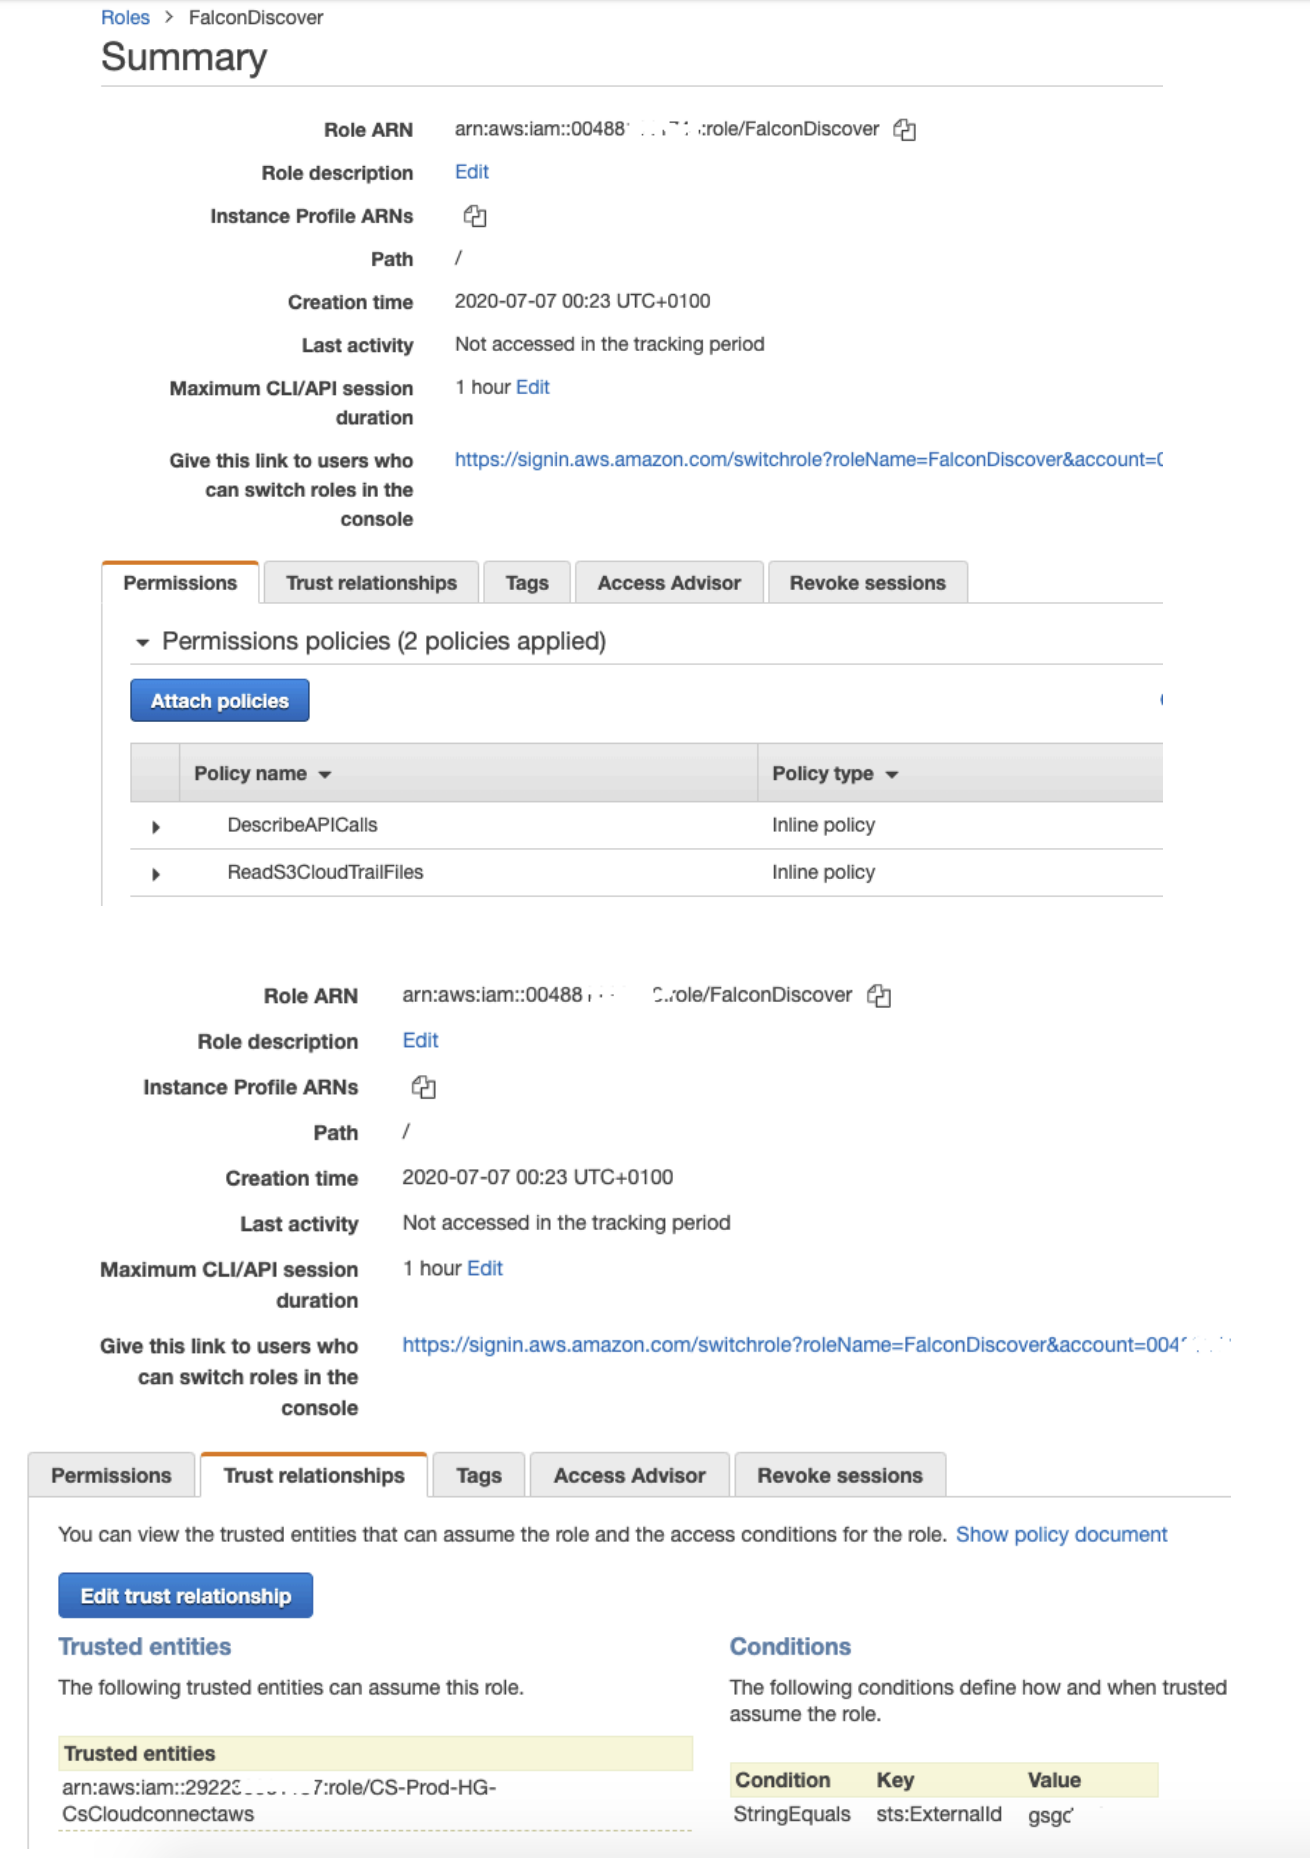 Roles > FalconDiscover
Summary
Role ARN arn:aws:iam::00488 :role/FalconDiscover
Role description Edit
Instance Profile ARNs
Path /
Creation time 2020-07-07 00:23 UTC+0100
Last activity Not accessed in the tracking period
Maximum CLI/API session 1 hour Edit
duration
Give this link to users who https://signin.aws.amazon.com/switchrole?roleName=FalconDiscover&account=
can switch roles in the
console
Permissions Trust relationships Tags Access Advisor Revoke sessions
Permissions policies (2 policies applied)
Attach policies
Policy name Policy type
DescribeAPICalls Inline policy
ReadS3CloudTrailFiles Inline policy
Role ARN arn:aws:iam::00488 role/FalconDiscover
Role description Edit
Instance Profile ARNs
Path /
Creation time 2020-07-07 00:23 UTC+0100
Last activity Not accessed in the tracking period
Maximum CLI/API session 1 hour Edit
duration
Give this link to users who https://signin.aws.amazon.com/switchrole?roleName=FalconDiscover&account=004
can switch roles in the
console
Permissions Trust relationships Tags Access Advisor Revoke sessions
You can view the trusted entities that can assume the role and the access conditions for the role. Show policy document
Edit trust relationship
Trusted entities Conditions
The following trusted entities can assume this role. The following conditions define how and when trusted
assume the role.
Trusted entities
arn:aws:iam::2922 7:role/CS-Prod-HG-
CsCloudconnectaws
Condition Key Value
StringEquals sts:ExternalId gsg